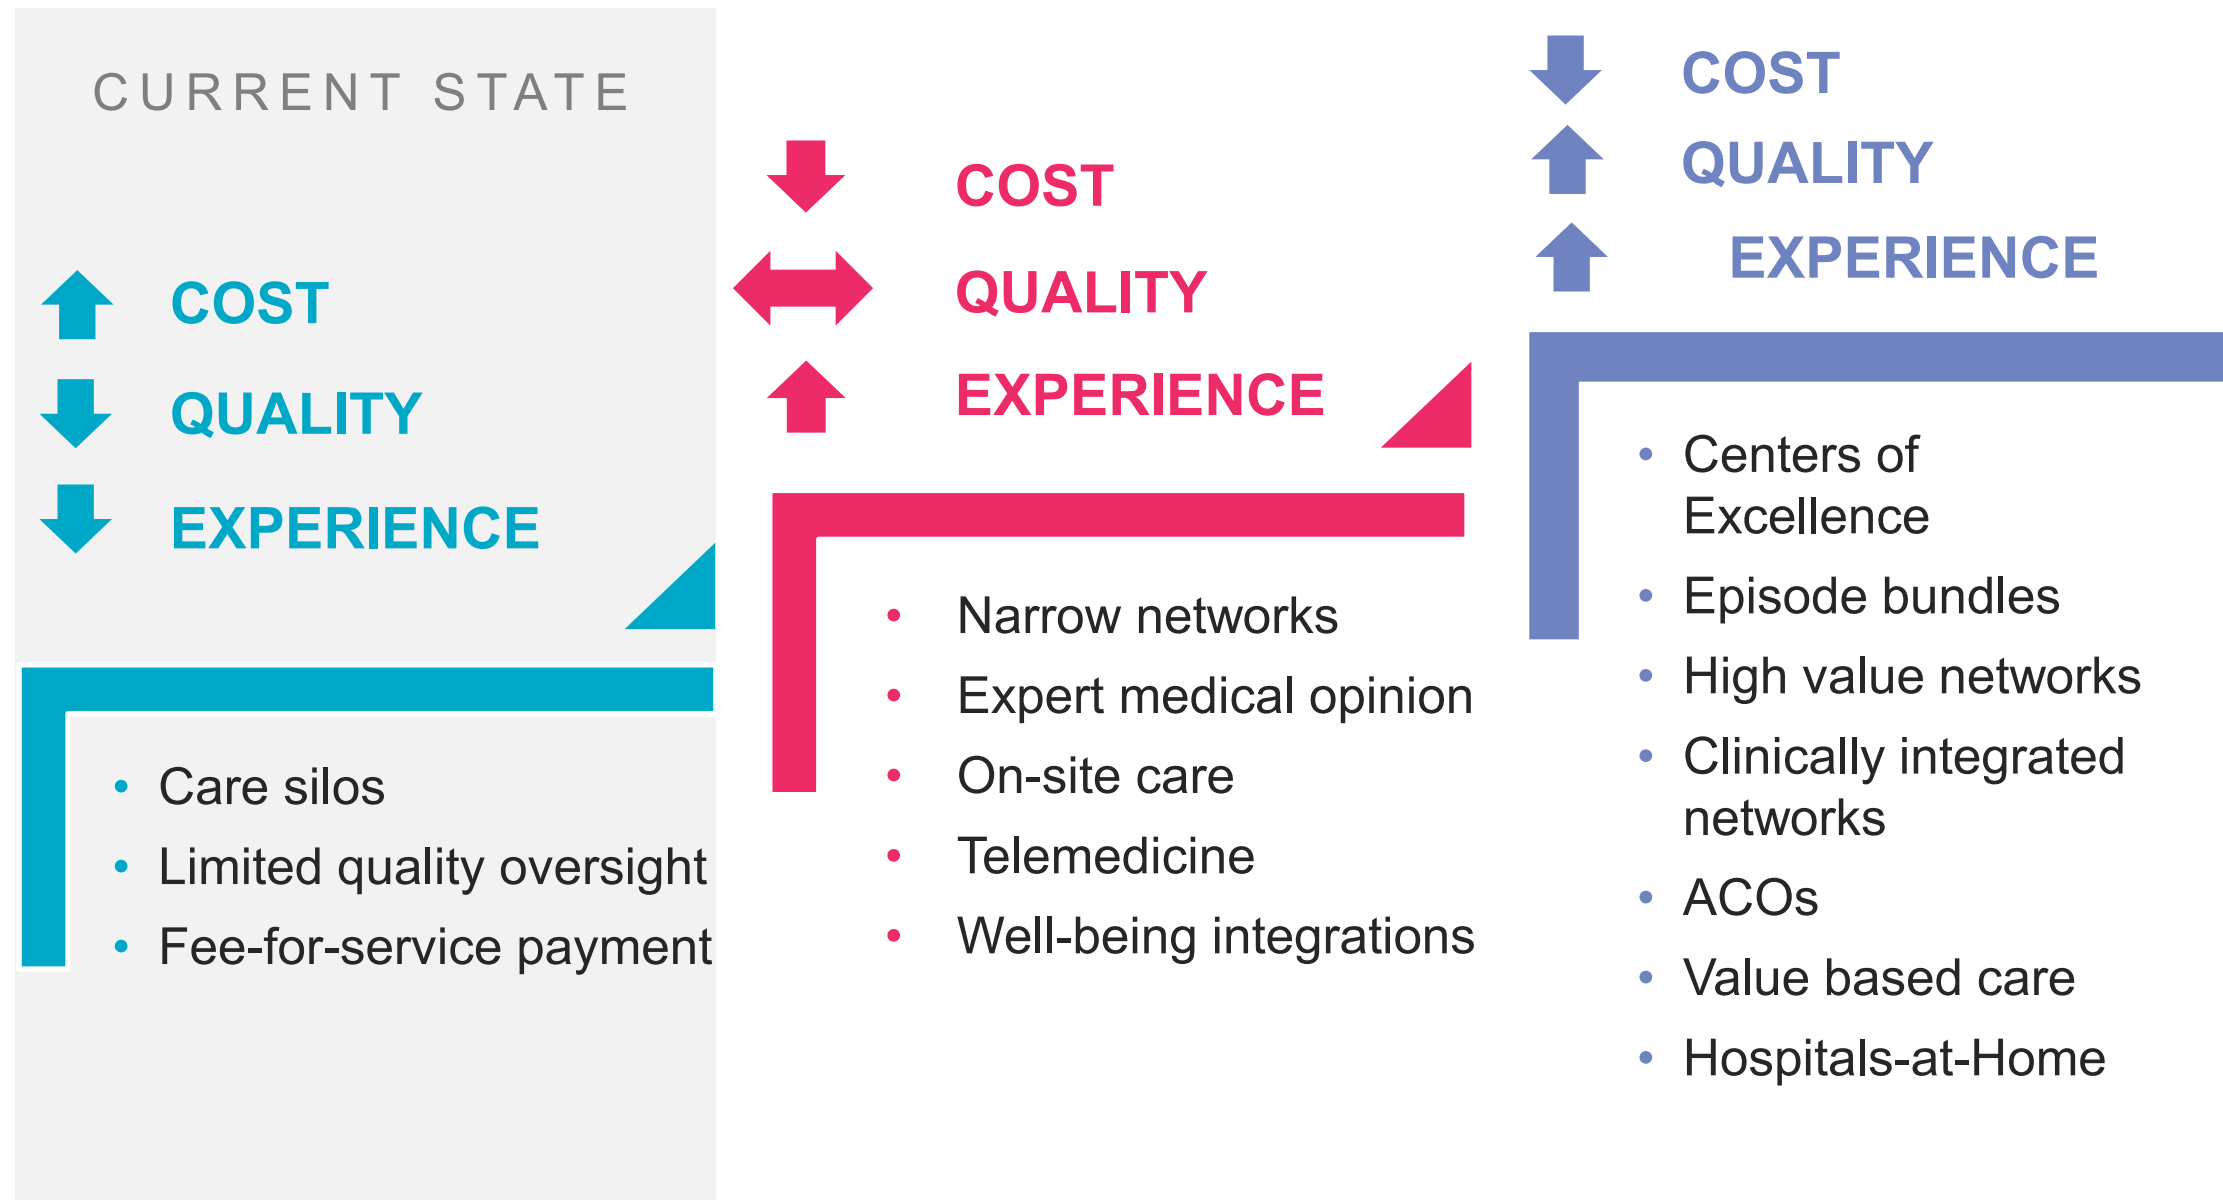 CURRENT STATE
COST
QUALITY
EXPERIENCE
• Care silos
• Limited quality oversight
• Fee-for-service payment
COST
QUALITY
EXPERIENCE
• Narrow networks
• Expert medical opinion
• On-site care
• Telemedicine
• Well-being integrations
COST
QUALITY
EXPERIENCE
• Centers of
Excellence
• Episode bundles
• High value networks
• Clinically integrated
networks
• ACOs
• Value based care
• Hospitals-at-Home